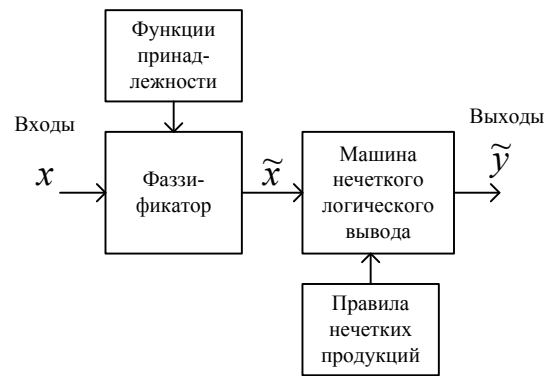 Функции
принад-
лежности
Входы
x
Фаззи-
фикатор
x̃
Машина
нечеткого
логического
вывода
Выходы
ỹ
Правила
нечетких
продукций